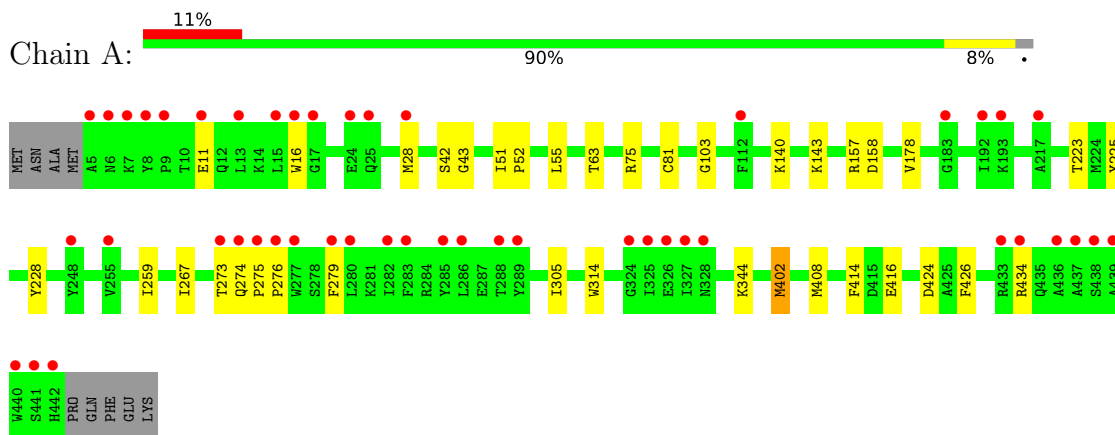 11%
Chain A:
90% 8% •
MET ASN ALA MET A5 N6 K7 Y8 P9 T10 E11 Q12 L13 K14 L15 W16 G17 E24 Q25 M28 S42 G43 I51 P52 L55 T63 R75 C81 G103 F112 K140 K143 R157 D158 V178 G183 I192 K193 A217 T223 M224 Y225
Y228 Y248 V255 I259 I267 T273 Q274 P275 P276 W277 S278 F279 L280 K281 I282 F283 R284 Y285 L286 E287 T288 Y289 I305 W314 G324 I325 E326 I327 N328 K344 M402 M408 F414 D415 E416 D424 A425 F426 R433 R434 Q435 A436 A437 S438 A439
W440 S441 H442 PRO GLN PHE GLU LYS